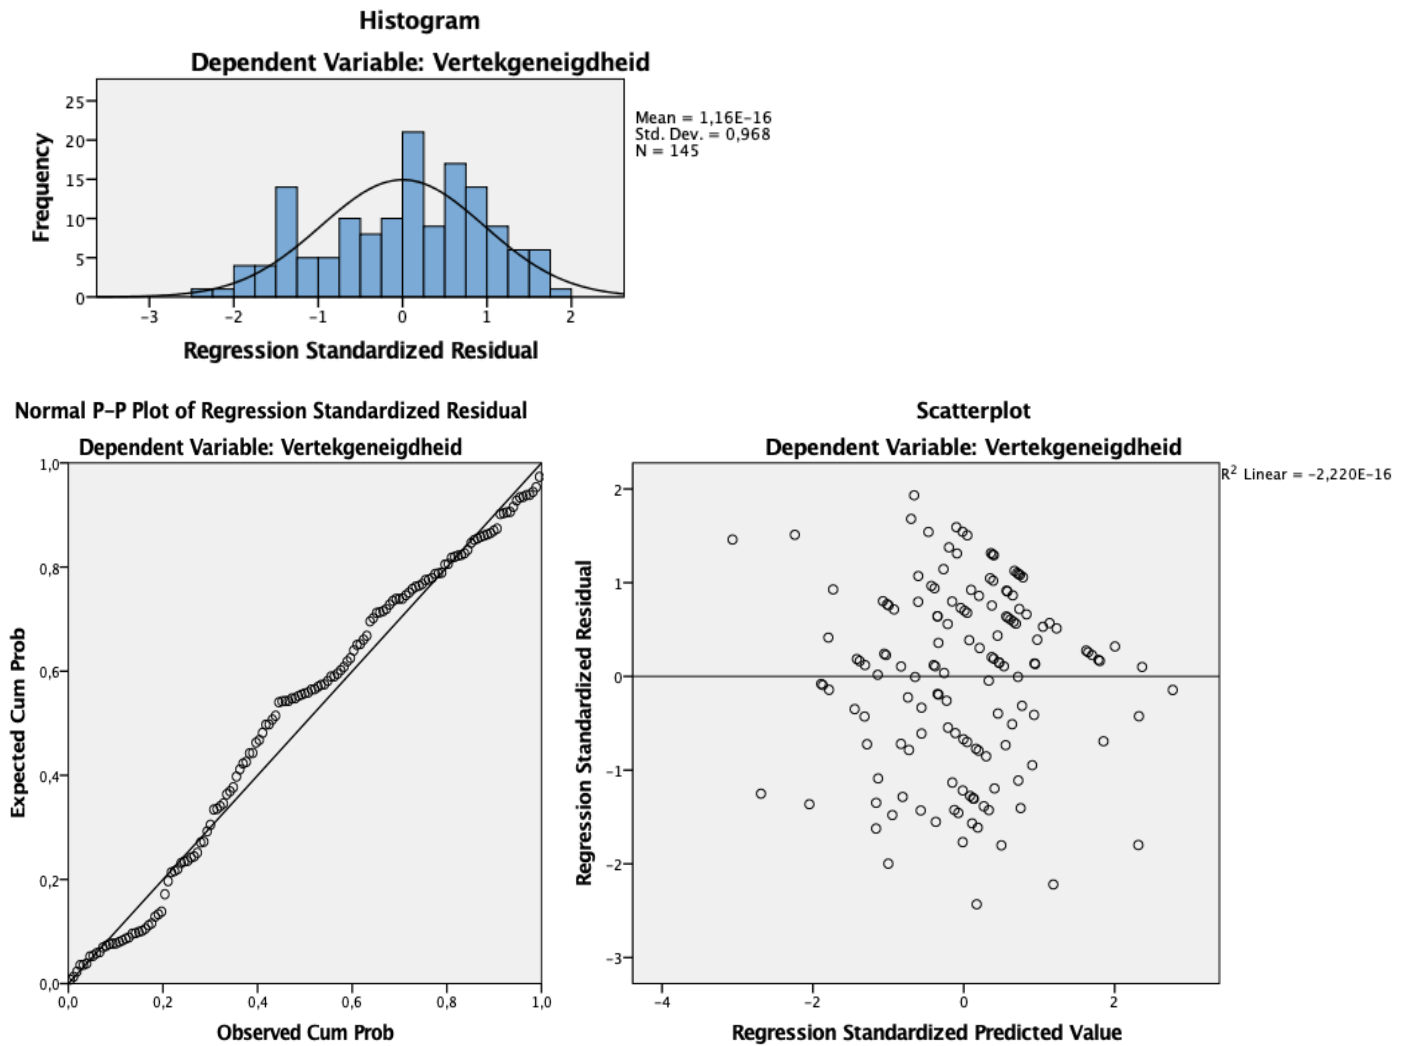 Histogram
Dependent Variable: Vertekgeneigdheid
Mean = 1,16E-16
Std. Dev. = 0,968
N = 145
Frequency
25
20
15
10
5
0
-3 -2 -1 0 1 2
Regression Standardized Residual
Normal P-P Plot of Regression Standardized Residual
Dependent Variable: Vertekgeneigdheid
Expected Cum Prob
1,0
0,8
0,6
0,4
0,2
0,0
0,0 0,2 0,4 0,6 0,8 1,0
Observed Cum Prob
Scatterplot
Dependent Variable: Vertekgeneigdheid
R² Linear = -2,220E-16
Regression Standardized Residual
2
1
0
-1
-2
-3
-4 -2 0 2
Regression Standardized Predicted Value